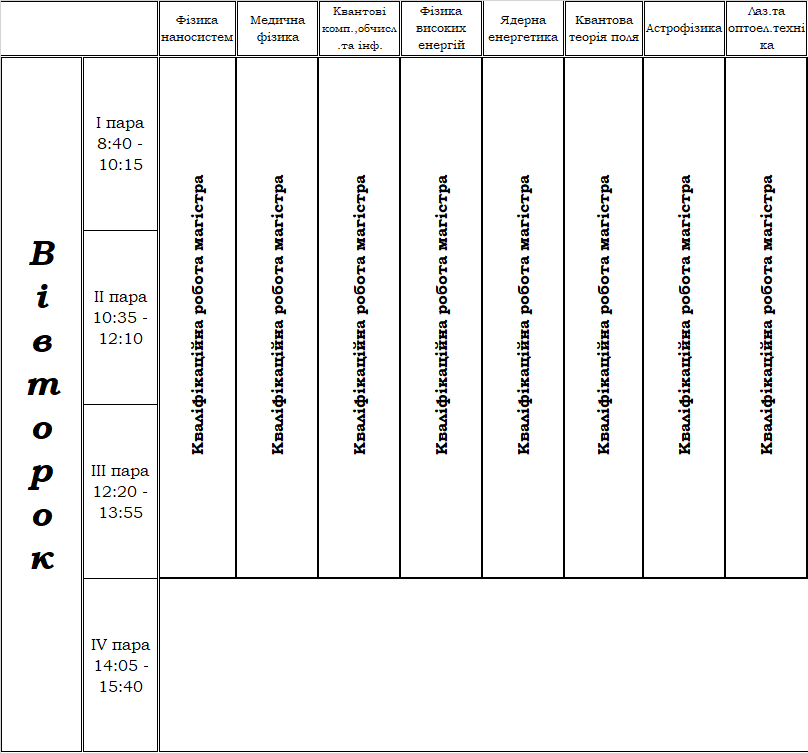 Фізика
наносистем
Медична
фізика
Квантові
комп.,обчисл
.та інф.
Фізика
високих
енергій
Ядерна
енергетика
Квантова
теорія поля
Астрофізика
Лаз.та
оптоел.техні
ка
Вівторок
I пара
8:40 -
10:15
II пара
10:35 -
12:10
III пара
12:20 -
13:55
IV пара
14:05 -
15:40
Кваліфікаційна робота магістра
Кваліфікаційна робота магістра
Кваліфікаційна робота магістра
Кваліфікаційна робота магістра
Кваліфікаційна робота магістра
Кваліфікаційна робота магістра
Кваліфікаційна робота магістра
Кваліфікаційна робота магістра